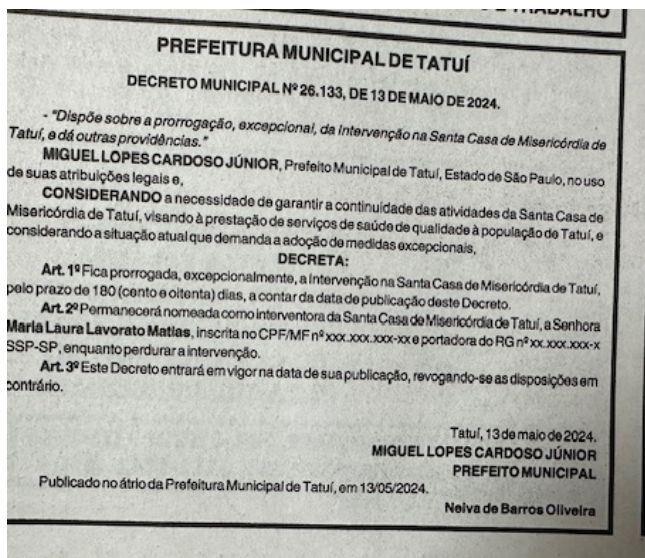 TRABALHO
PREFEITURA MUNICIPAL DE TATUÍ
DECRETO MUNICIPAL Nº 26.133, DE 13 DE MAIO DE 2024.
- "Dispõe sobre a prorrogação, excepcional, da Intervenção na Santa Casa de Misericórdia de
Tatuí, e dá outras providências."
MIGUEL LOPES CARDOSO JÚNIOR, Prefeito Municipal de Tatuí, Estado de São Paulo, no uso
de suas atribuições legais e,
CONSIDERANDO a necessidade de garantir a continuidade das atividades da Santa Casa de
Misericórdia de Tatuí, visando à prestação de serviços de saúde de qualidade à população de Tatuí, e
considerando a situação atual que demanda a adoção de medidas excepcionais,
DECRETA:
Art. 1º Fica prorrogada, excepcionalmente, a Intervenção na Santa Casa de Misericórdia de Tatuí,
pelo prazo de 180 (cento e oitenta) dias, a contar da data de publicação deste Decreto.
Art. 2º Permanecerá nomeada como interventora da Santa Casa de Misericórdia de Tatuí, a Senhora
Maria Laura Lavorato Matias, inscrita no CPF/MF nº xxx.xxx.xxx-xx e portadora do RG nº xx.xxx.xxx-x
SSP-SP, enquanto perdurar a intervenção.
Art. 3º Este Decreto entrará em vigor na data de sua publicação, revogando-se as disposições em
contrário.
Tatuí, 13 de maio de 2024.
MIGUEL LOPES CARDOSO JÚNIOR
PREFEITO MUNICIPAL
Publicado no átrio da Prefeitura Municipal de Tatuí, em 13/05/2024.
Neiva de Barros Oliveira